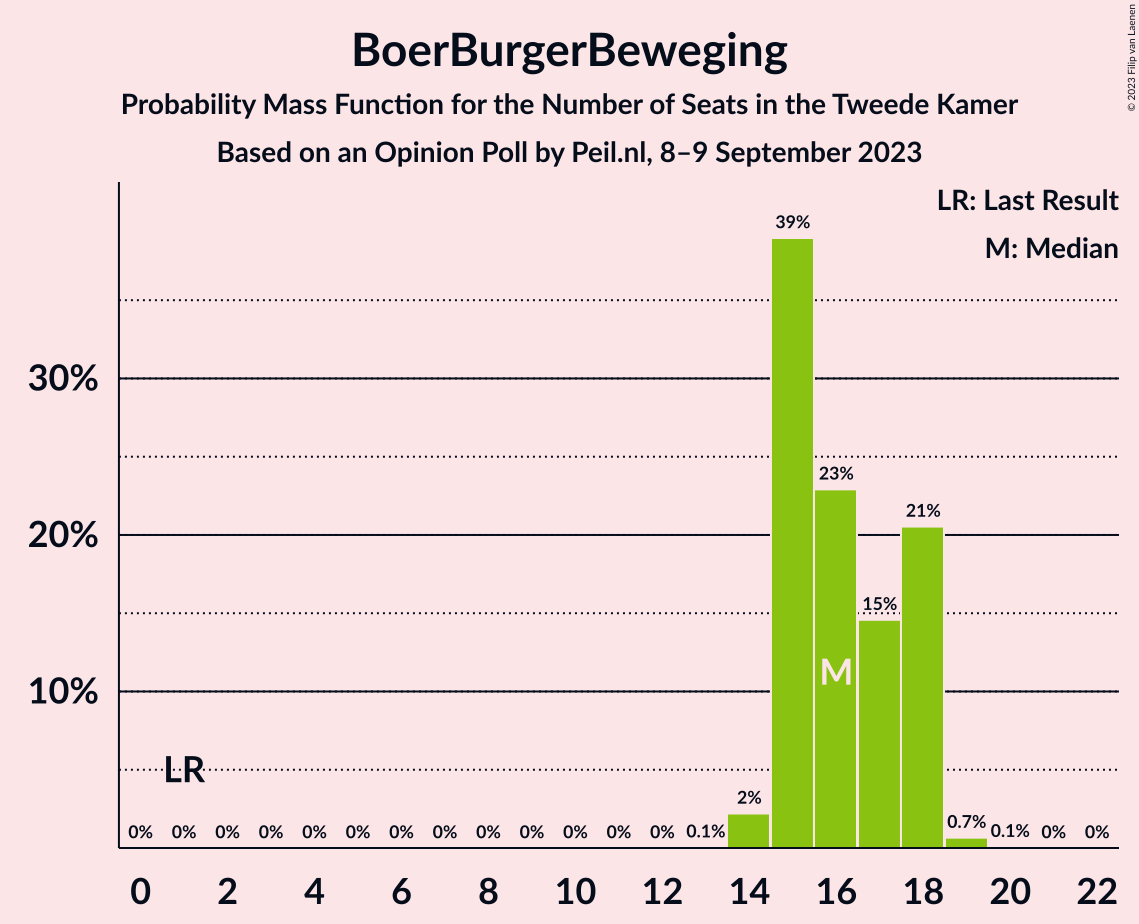 BoerBurgerBeweging
Probability Mass Function for the Number of Seats in the Tweede Kamer
Based on an Opinion Poll by Peil.nl, 8–9 September 2023
© 2023 Filip van Laenen
LR: Last Result
M: Median
39%
30%
23%
21%
20%
15%
10%
M
LR
2%
0% 0% 0% 0% 0% 0% 0% 0% 0% 0% 0% 0% 0% 0.1% 0.7% 0.1% 0% 0%
0 2 4 6 8 10 12 14 16 18 20 22